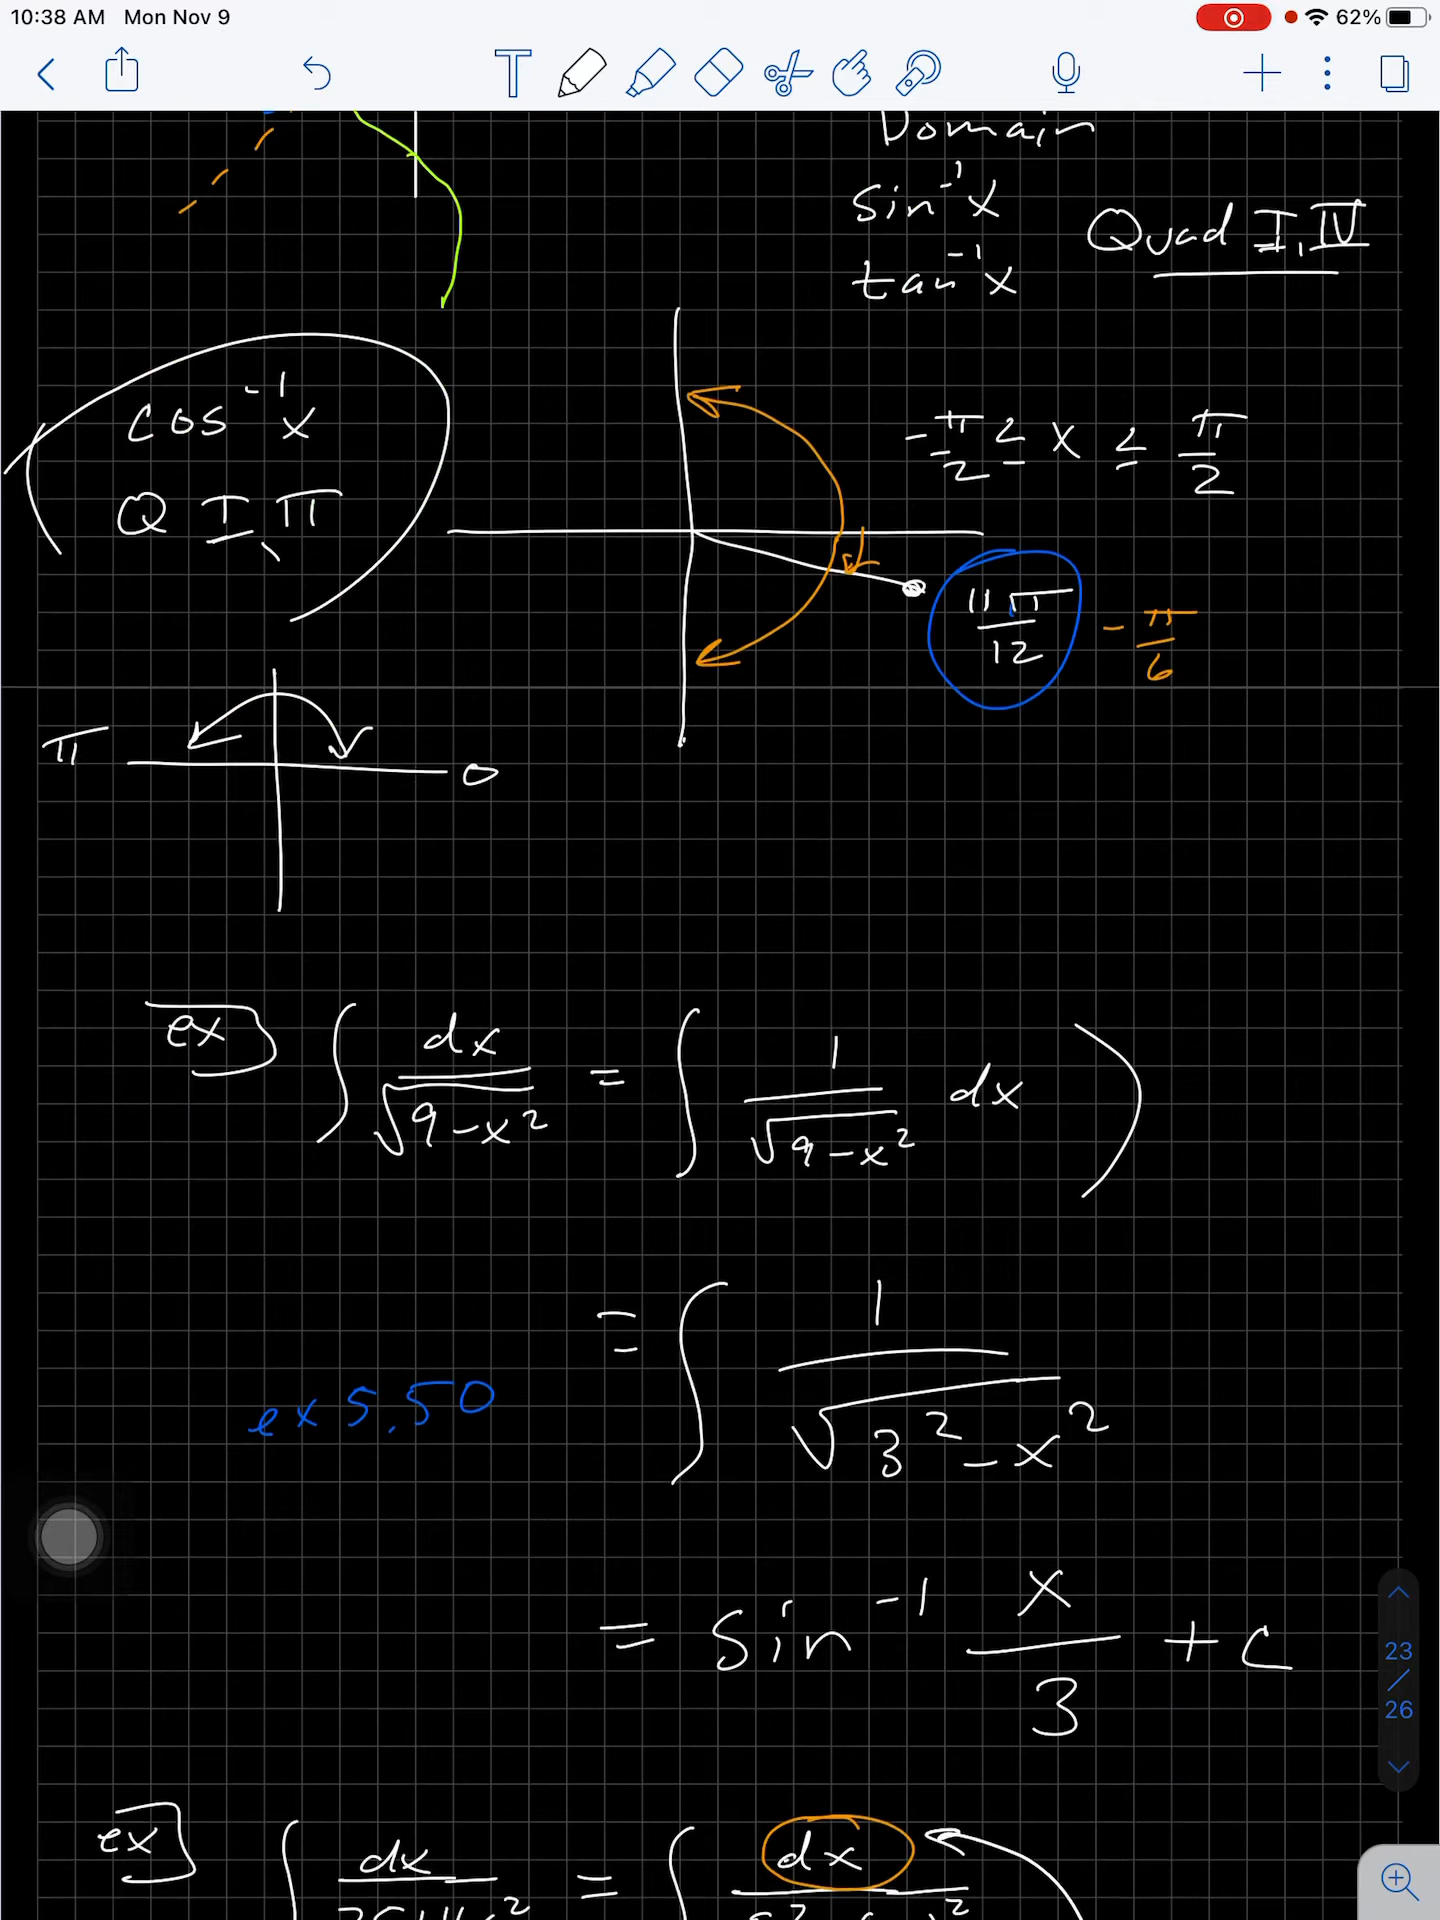 10:38 AM Mon Nov 9
62%
T
Domain
sin⁻¹x
Quad I, IV
tan⁻¹x
cos⁻¹x
Q I, II
-π/2 ≤ x ≤ π/2
11π/12
-π/6
π
0
ex) ∫ dx/√(9-x²) = ∫ 1/√(9-x²) dx
= ∫ 1/√(3²-x²)
ex 5.50
= sin⁻¹ x/3 + c
23
/
26
ex] ∫ dx = ∫ dx